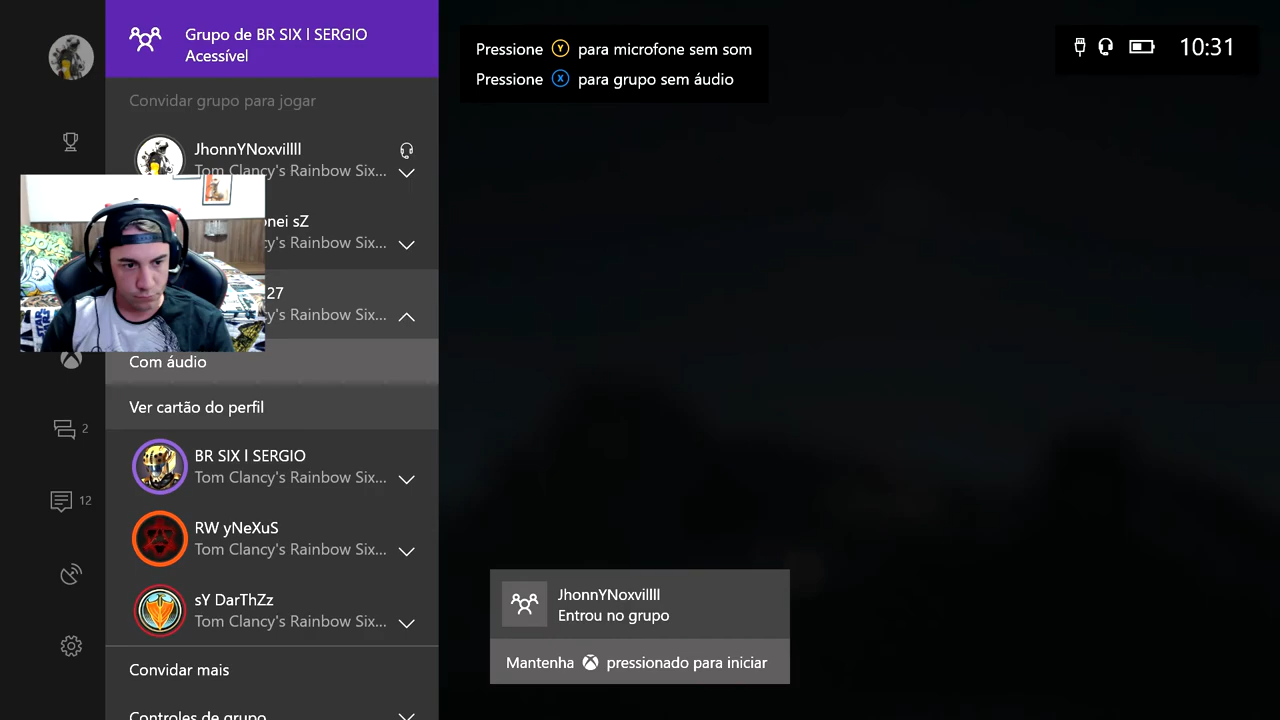 Grupo de BR SIX l SERGIO
Acessível
Convidar grupo para jogar
JhonnYNoxvillll
Tom Clancy's Rainbow Six...
nei sZ
cy's Rainbow Six...
27
cy's Rainbow Six...
Com áudio
Ver cartão do perfil
BR SIX l SERGIO
Tom Clancy's Rainbow Six...
RW yNeXuS
Tom Clancy's Rainbow Six...
sY DarThZz
Tom Clancy's Rainbow Six...
Convidar mais
Controles de grupo
2
12
Pressione Y para microfone sem som
Pressione X para grupo sem áudio
10:31
JhonnYNoxvillll
Entrou no grupo
Mantenha pressionado para iniciar
STAR WARS